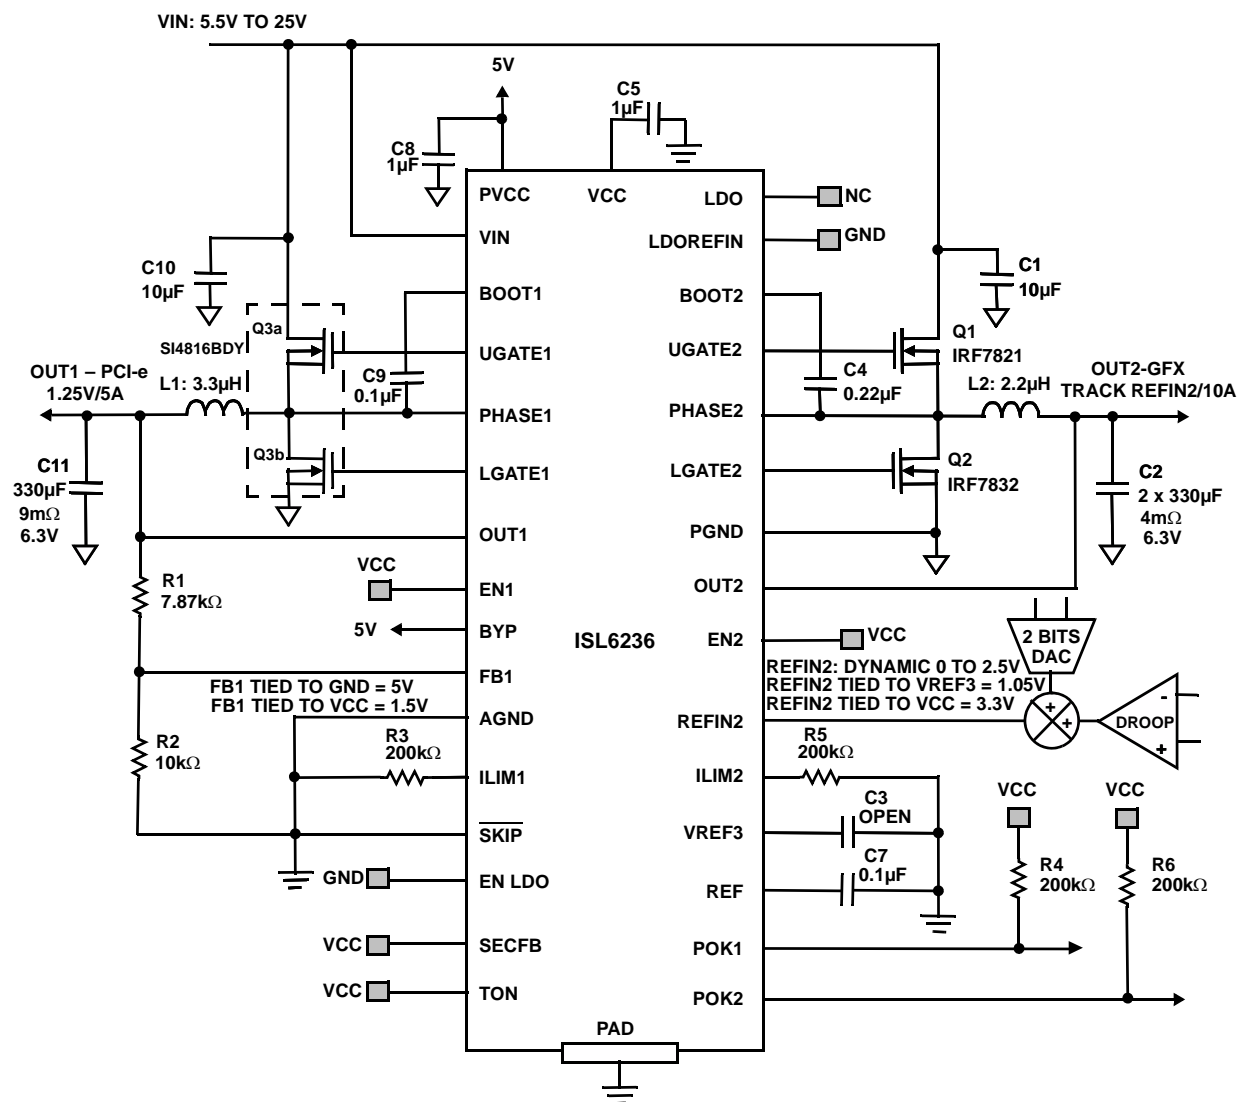 VIN: 5.5V TO 25V
5V
C5
1µF
C8
1µF
PVCC
VCC
LDO
NC
VIN
LDOREFIN
GND
C10
10µF
BOOT1
BOOT2
C1
10µF
Q3a
SI4816BDY
UGATE1
UGATE2
Q1
IRF7821
OUT1 – PCI-e
1.25V/5A
L1: 3.3µH
C9
0.1µF
C4
0.22µF
L2: 2.2µH
OUT2-GFX
TRACK REFIN2/10A
PHASE1
PHASE2
Q3b
LGATE1
LGATE2
Q2
IRF7832
C11
330µF
9mΩ
6.3V
C2
2 x 330µF
4mΩ
6.3V
OUT1
PGND
VCC
EN1
OUT2
R1
7.87kΩ
5V
BYP
ISL6236
EN2
VCC
2 BITS
DAC
FB1
FB1 TIED TO GND = 5V
FB1 TIED TO VCC = 1.5V
REFIN2: DYNAMIC 0 TO 2.5V
REFIN2 TIED TO VREF3 = 1.05V
REFIN2 TIED TO VCC = 3.3V
AGND
REFIN2
+
+
DROOP
-
+
R2
10kΩ
R3
200kΩ
ILIM1
R5
200kΩ
ILIM2
C3
OPEN
VCC
VCC
SKIP
VREF3
GND
EN LDO
C7
0.1µF
REF
R4
200kΩ
R6
200kΩ
VCC
SECFB
POK1
VCC
TON
POK2
PAD